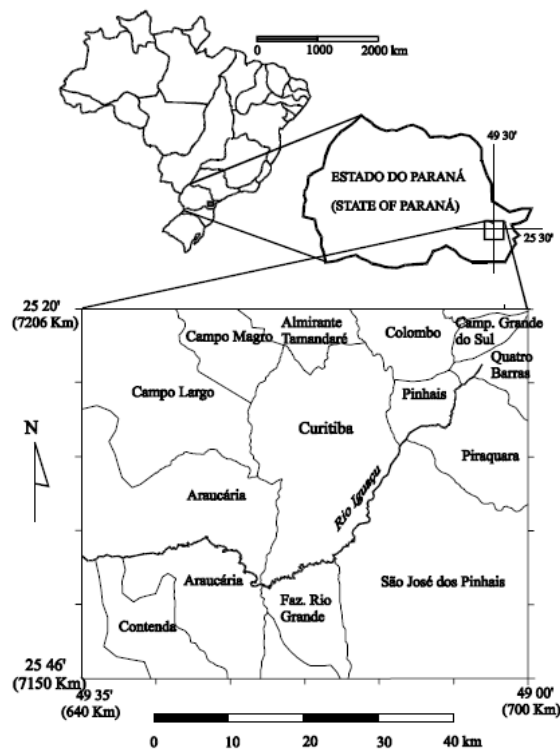 0 1000 2000 km
49 30'
ESTADO DO PARANÁ
(STATE OF PARANÁ)
25 30'
25 20'
(7206 Km)
Campo Magro
Almirante
Tamandaré
Colombo
Camp. Grande
do Sul
Quatro
Barras
Campo Largo
Pinhais
N
Curitiba
Piraquara
Araucária
Rio Iguaçu
Araucária
São José dos Pinhais
Faz. Rio
Grande
Contenda
25 46'
(7150 Km)
49 35'
(640 Km)
49 00'
(700 Km)
0 10 20 30 40 km